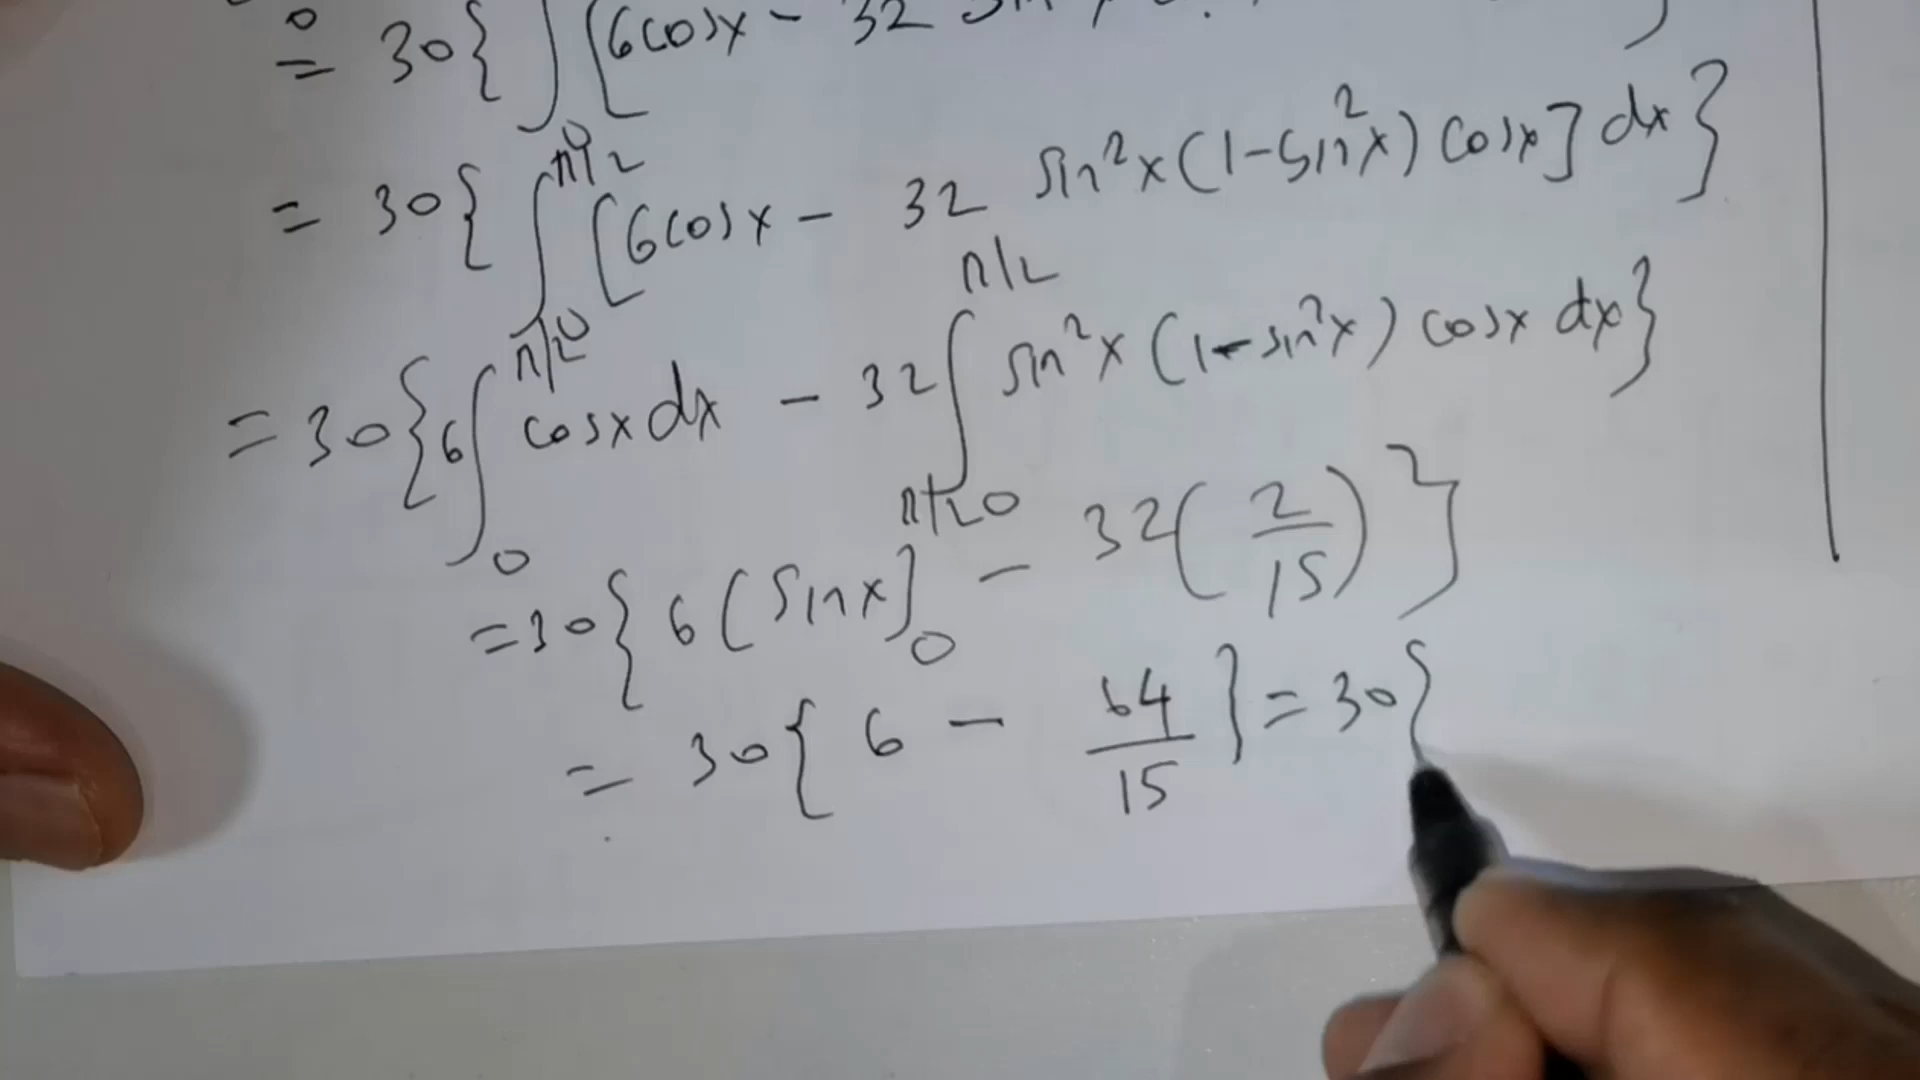 = 30{∫₀ [6cosx - 32
= 30{∫₀^π/2 [6cosx - 32 sin²x(1-sin²x) cosx] dx}
= 30{6∫₀^π/2 cosx dx - 32∫₀^π/2 sin²x (1-sin²x) cosx dx}
= 30{6(sinx]₀^π/2 - 32(2/15)}
= 30{6 - 64/15} = 30{